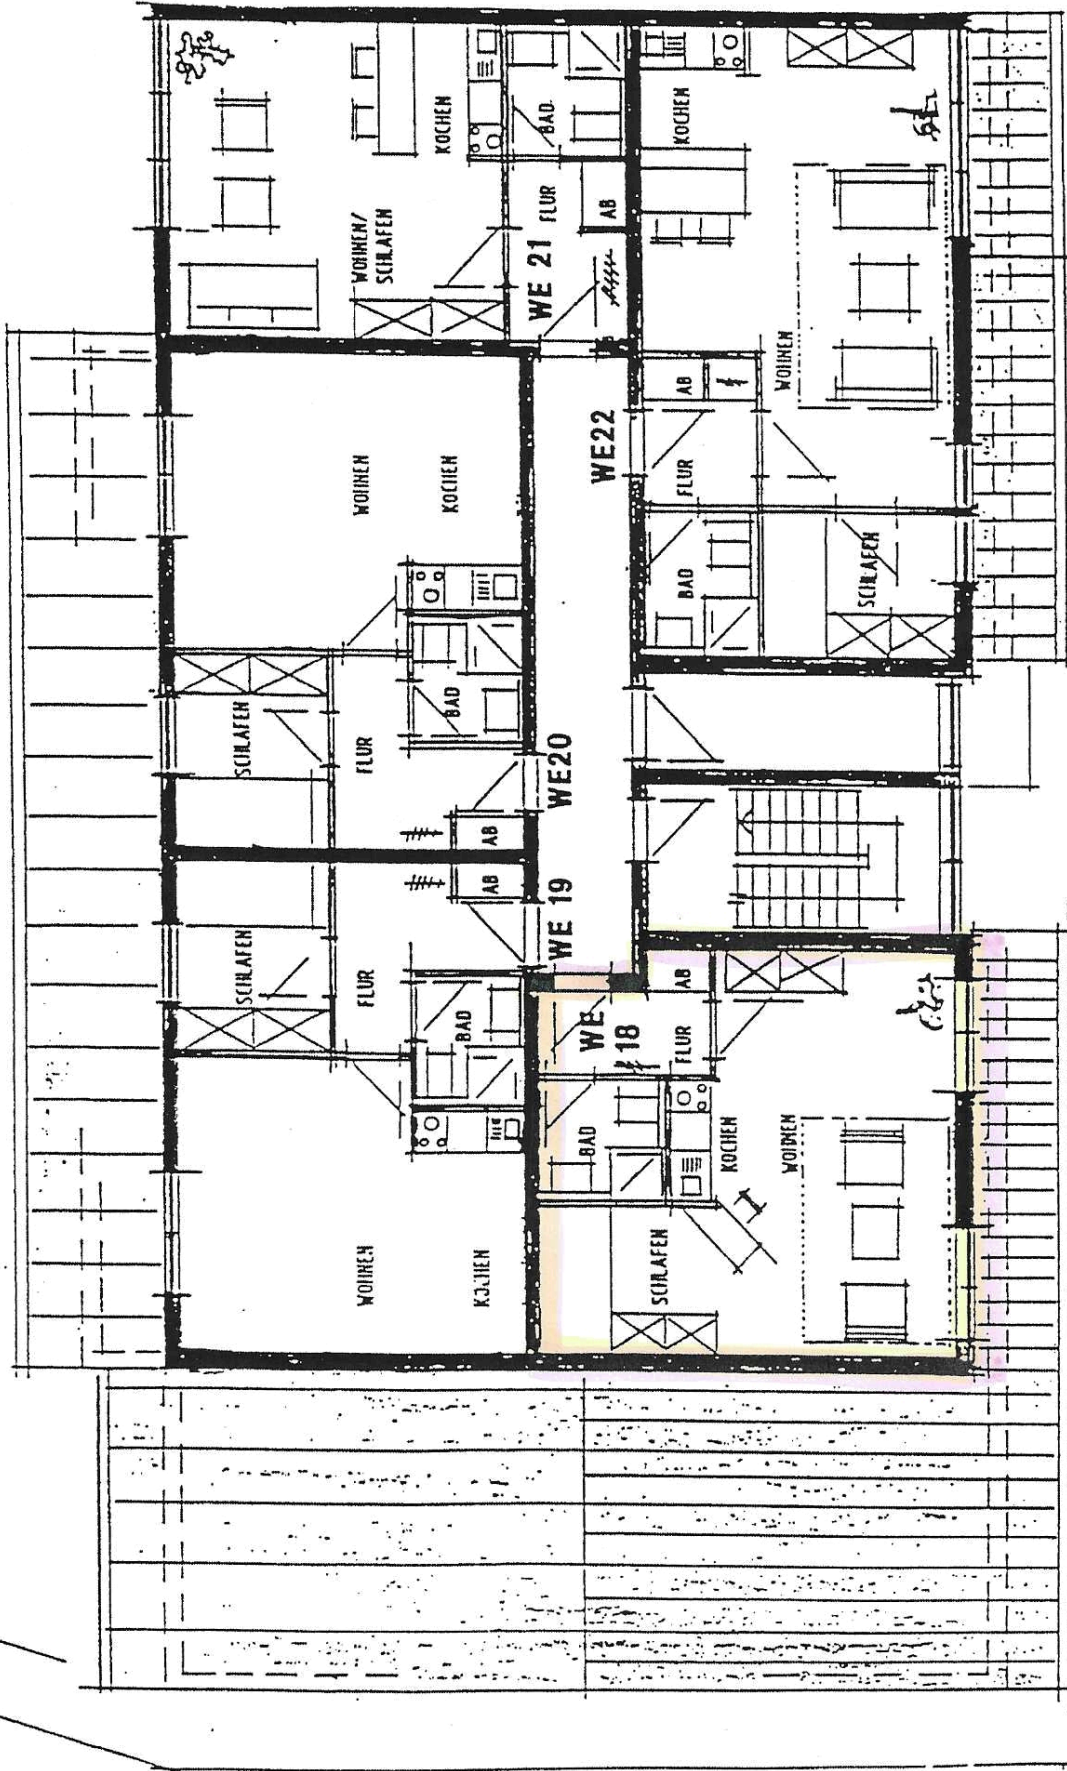 WOHNEN/
SCHLAFEN
KOCHEN
BAD
FLUR
AB
WE 21
KOCHEN
WOHNEN
AB
FLUR
WE22
BAD
SCHLAFEN
WOHNEN
KOCHEN
SCHLAFEN
FLUR
BAD
AB
WE20
SCHLAFEN
FLUR
BAD
AB
WE 19
WOHNEN
KOCHEN
WE
18
AB
FLUR
BAD
KOCHEN
WOHNEN
SCHLAFEN